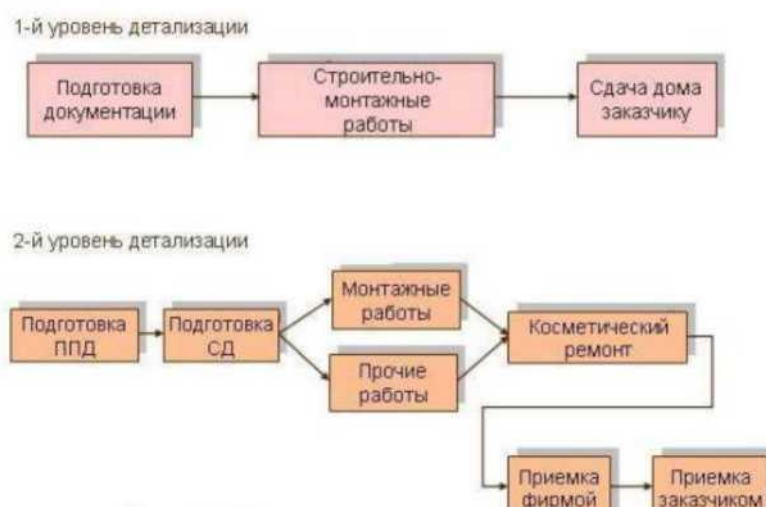 1-й уровень детализации
Подготовка
документации
Строительно-
монтажные
работы
Сдача дома
заказчику
2-й уровень детализации
Подготовка
ППД
Подготовка
СД
Монтажные
работы
Прочие
работы
Косметический
ремонт
Приемка
фирмой
Приемка
заказчиком